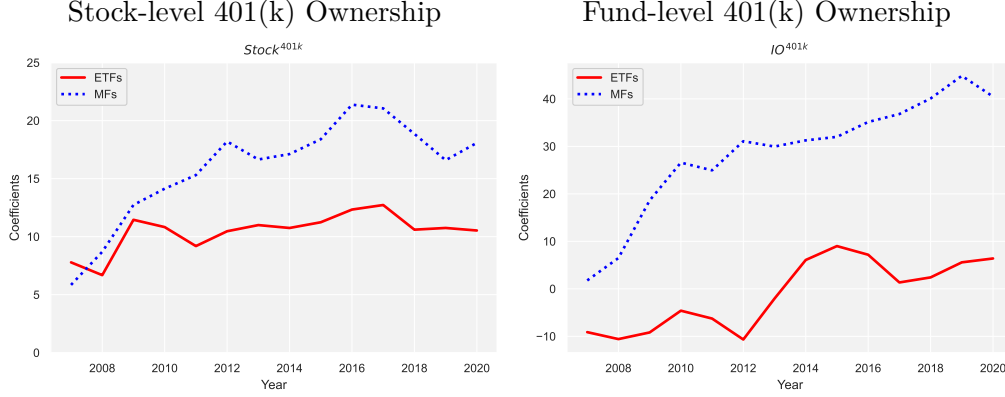 Stock-level 401(k) Ownership
Stock^401k
Coefficients
25
20
15
10
5
0
ETFs
MFs
2008 2010 2012 2014 2016 2018 2020
Year
Fund-level 401(k) Ownership
IO^401k
Coefficients
40
30
20
10
0
−10
ETFs
MFs
2008 2010 2012 2014 2016 2018 2020
Year